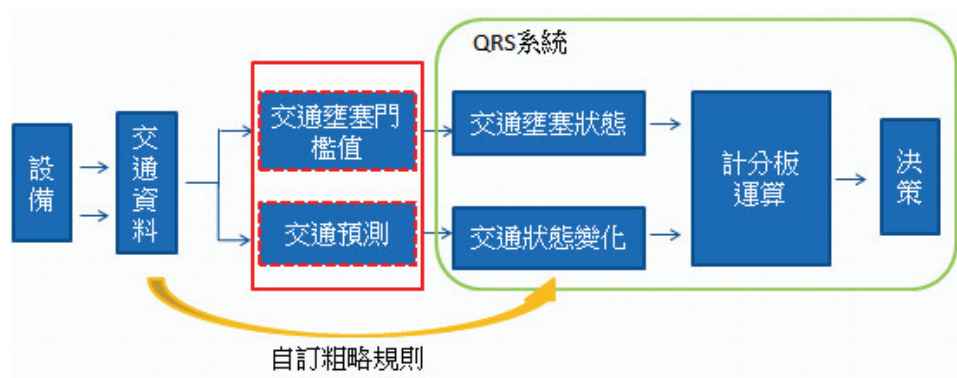 QRS系統
設
備
交
通
資
料
交通壅塞門
檻值
交通預測
交通壅塞狀態
交通狀態變化
計分板
運算
決
策
自訂粗略規則